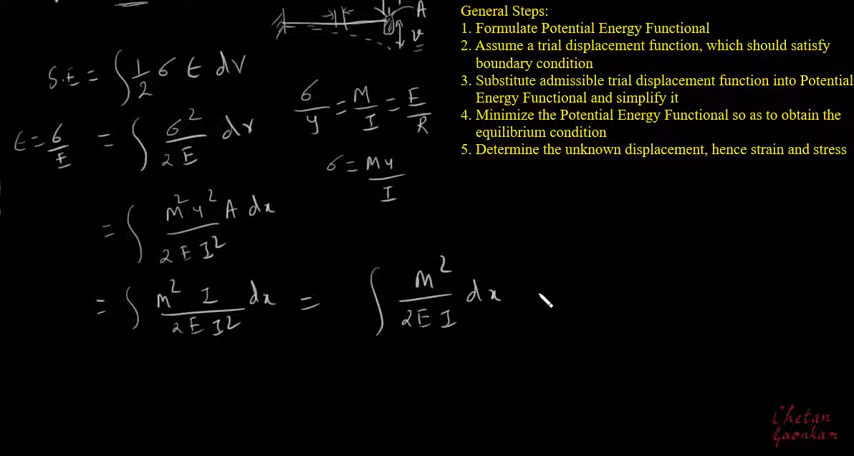 General Steps:
1. Formulate Potential Energy Functional
2. Assume a trial displacement function, which should satisfy
boundary condition
3. Substitute admissible trial displacement function into Potential
Energy Functional and simplify it
4. Minimize the Potential Energy Functional so as to obtain the
equilibrium condition
5. Determine the unknown displacement, hence strain and stress
A
v
S.E = ∫ 1/2 σ ε dV
σ/y = M/I = E/R
ε = σ/E = ∫ σ²/2E dv
σ = My/I
= ∫ M²y²/2EI² A dx
= ∫ M² I/2EI² dx = ∫ M²/2EI dx
Chetan
Gaonkar